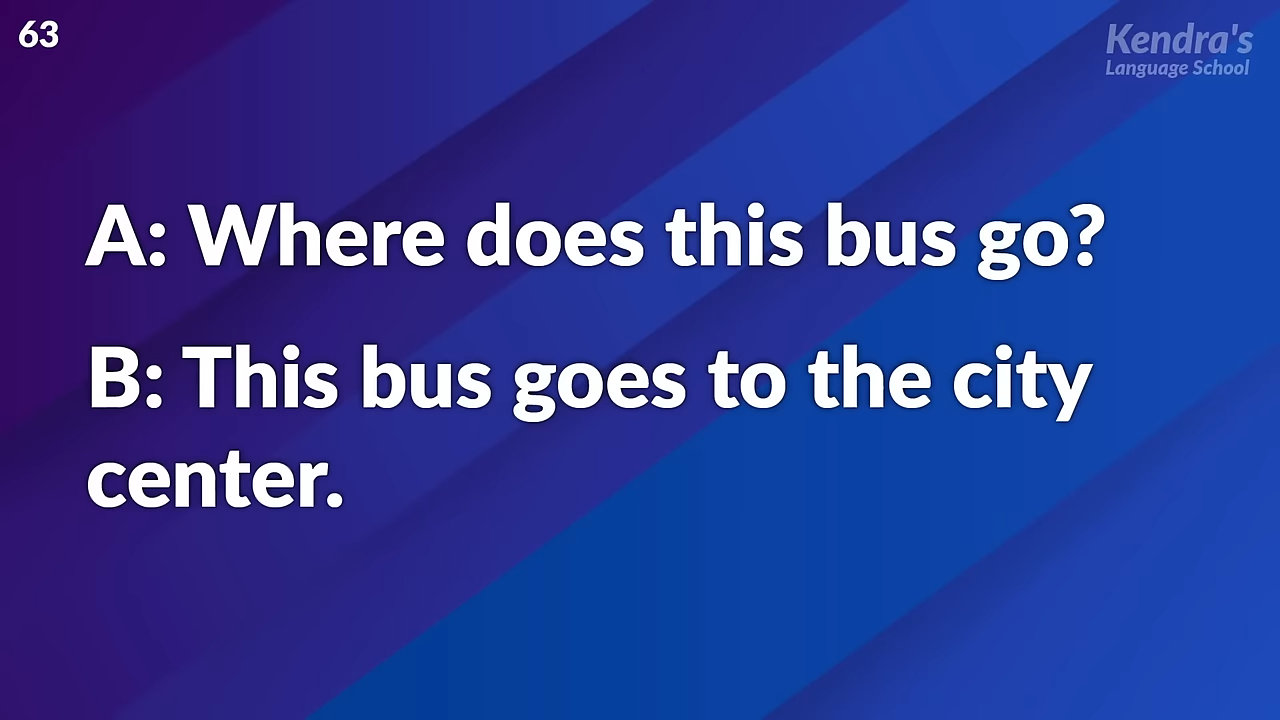 63
Kendra's
Language School
A: Where does this bus go?
B: This bus goes to the city
center.